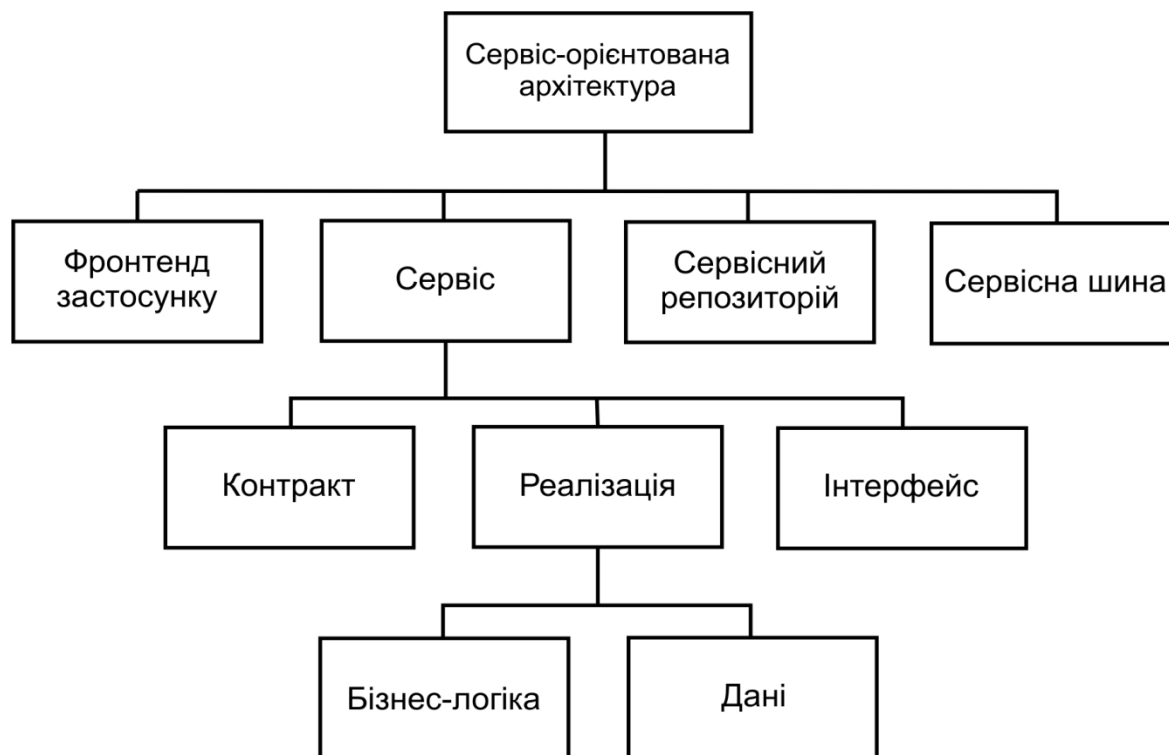 Сервіс-орієнтована
архітектура
Фронтенд
застосунку
Сервіс
Сервісний
репозиторій
Сервісна шина
Контракт
Реалізація
Інтерфейс
Бізнес-логіка
Дані